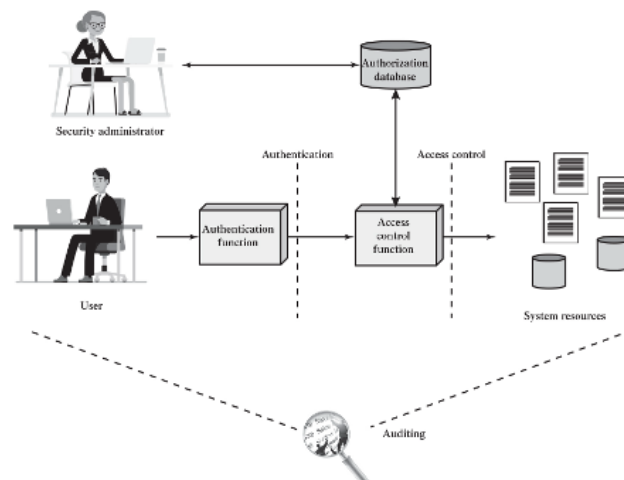 Authorization
database
Security administrator
Authentication
Access control
Authentication
function
Access
control
function
User
System resources
Auditing